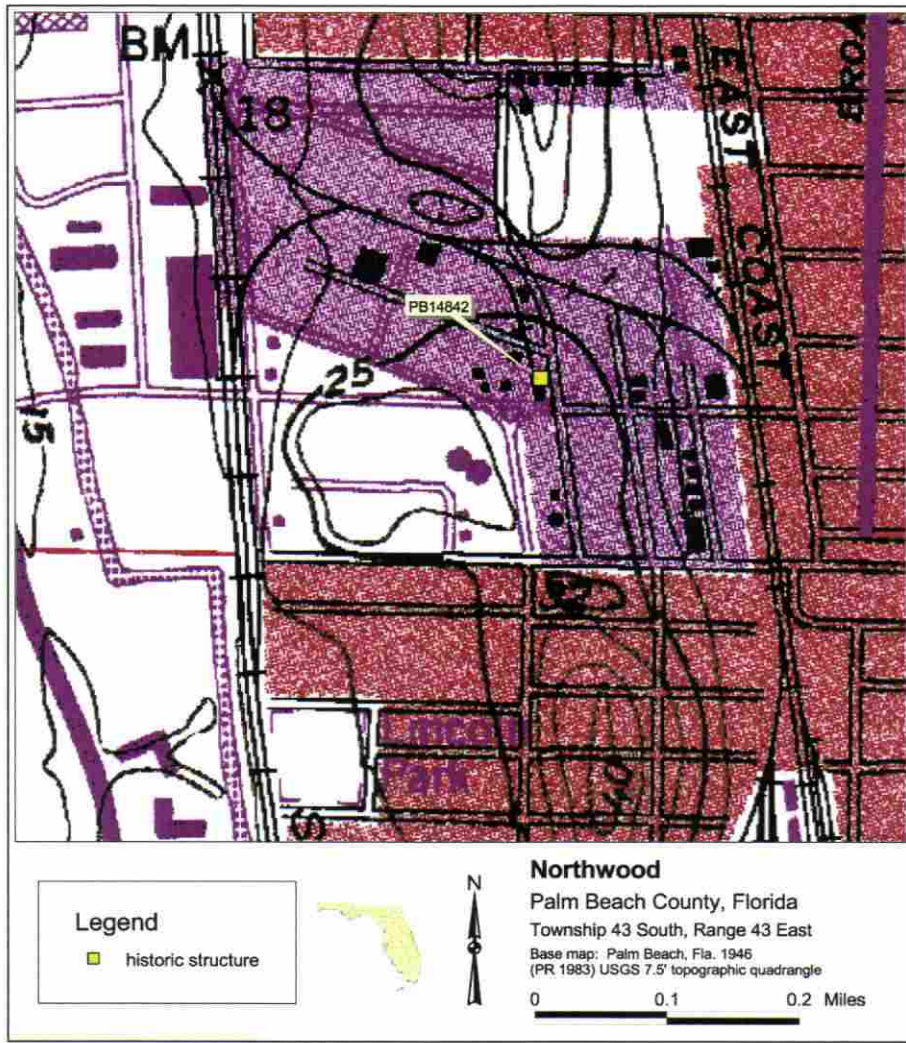 BM
18
EAST
COAST
FORD
PB14842
25
15
Lincoln
Park
40
S
Legend
historic structure
N
Northwood
Palm Beach County, Florida
Township 43 South, Range 43 East
Base map: Palm Beach, Fla. 1946
(PR 1983) USGS 7.5' topographic quadrangle
0 0.1 0.2 Miles